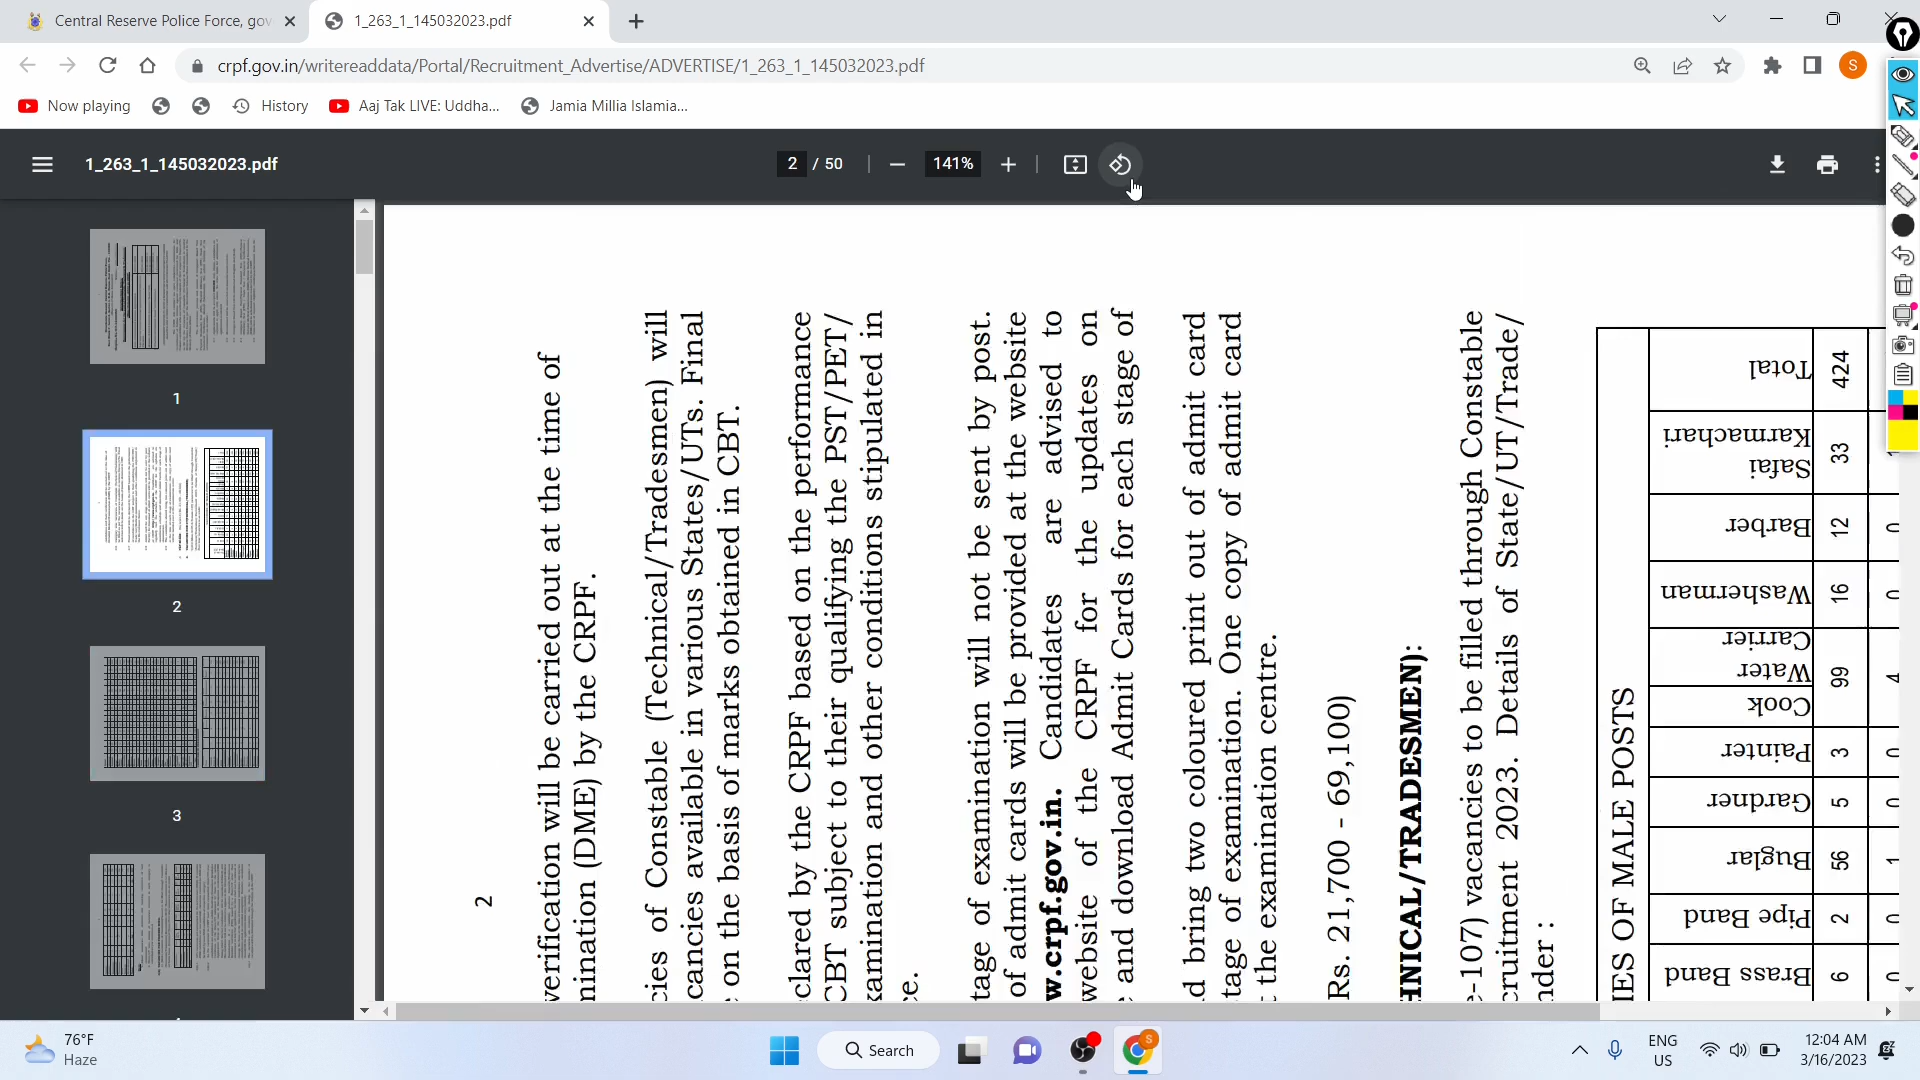 Central Reserve Police Force, gov
1_263_1_145032023.pdf
crpf.gov.in/writereaddata/Portal/Recruitment_Advertise/ADVERTISE/1_263_1_145032023.pdf
S
Now playing
History
Aaj Tak LIVE: Uddha...
Jamia Millia Islamia...
1_263_1_145032023.pdf
2 / 50
141%
1
2
3
2
verification will be carried out at the time of
mination (DME) by the CRPF.
cies of Constable (Technical/Tradesmen) will
cancies available in various States/UTs. Final
on the basis of marks obtained in CBT.
clared by the CRPF based on the performance
CBT subject to their qualifying the PST/PET/
xamination and other conditions stipulated in
ce.
tage of examination will not be sent by post.
of admit cards will be provided at the website
w.crpf.gov.in. Candidates are advised to
website of the CRPF for the updates on
e and download Admit Cards for each stage of
d bring two coloured print out of admit card
tage of examination. One copy of admit card
t the examination centre.
Rs. 21,700 - 69,100)
HNICAL/TRADESMEN):
e-107) vacancies to be filled through Constable
cruitment 2023. Details of State/UT/Trade/
nder :
IES OF MALE POSTS
Brass Band
Pipe Band
Buglar
Gardner
Painter
Cook
Water Carrier
Washerman
Barber
Safai Karmachari
Total
6
2
56
5
3
99
16
12
33
424
0
0
1
0
0
4
0
0
76°F
Haze
Search
S
ENG
US
12:04 AM
3/16/2023